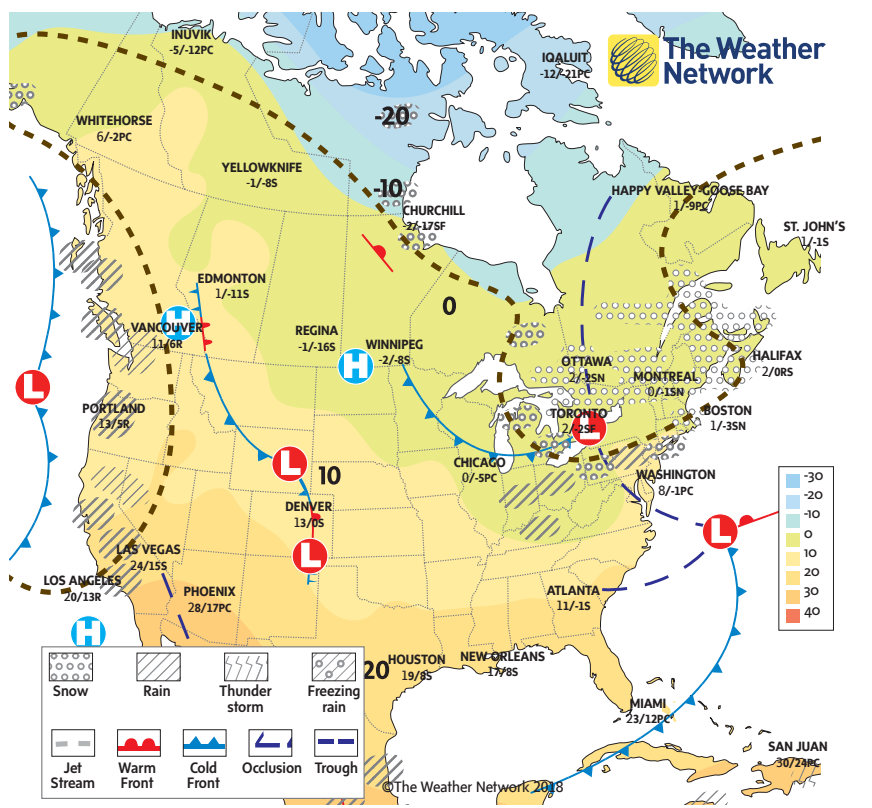 INUVIK
-5/-12PC
IQALUIT
-12/-21PC
The Weather
Network
-20
WHITEHORSE
6/-2PC
YELLOWKNIFE
-1/-8S
-10
HAPPY VALLEY-GOOSE BAY
1/-9PC
CHURCHILL
-2/-17SF
ST. JOHN'S
1/-1S
EDMONTON
1/-11S
0
H
VANCOUVER
11/6R
REGINA
-1/-16S
WINNIPEG
-2/-8S
H
OTTAWA
2/-2SN
MONTREAL
0/-1SN
HALIFAX
2/0RS
L
PORTLAND
13/5R
TORONTO
2/-2SF
L
BOSTON
1/-3SN
L
10
CHICAGO
0/-5PC
WASHINGTON
8/-1PC
-30
-20
-10
0
10
20
30
40
DENVER
13/0S
L
L
LAS VEGAS
24/15S
LOS ANGELES
20/13R
PHOENIX
28/17PC
ATLANTA
11/-1S
H
20
HOUSTON
19/8S
NEW ORLEANS
17/8S
MIAMI
23/12PC
SAN JUAN
30/24PC
Snow
Rain
Thunder
storm
Freezing
rain
Jet
Stream
Warm
Front
Cold
Front
Occlusion
Trough
©The Weather Network 2018